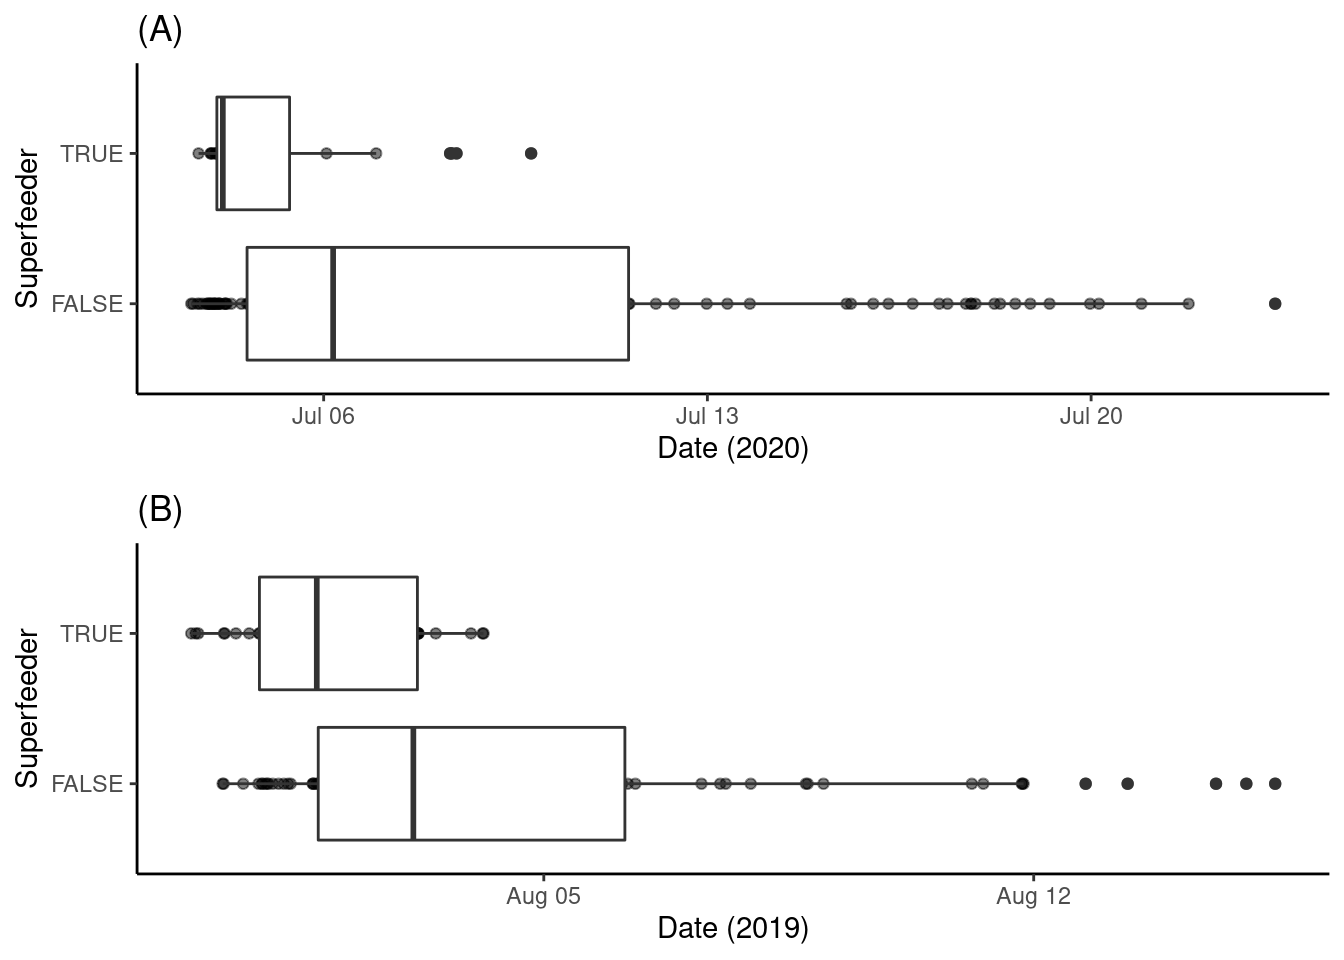 (A)
Superfeeder
TRUE
FALSE
Jul 06
Jul 13
Jul 20
Date (2020)
(B)
Superfeeder
TRUE
FALSE
Aug 05
Aug 12
Date (2019)